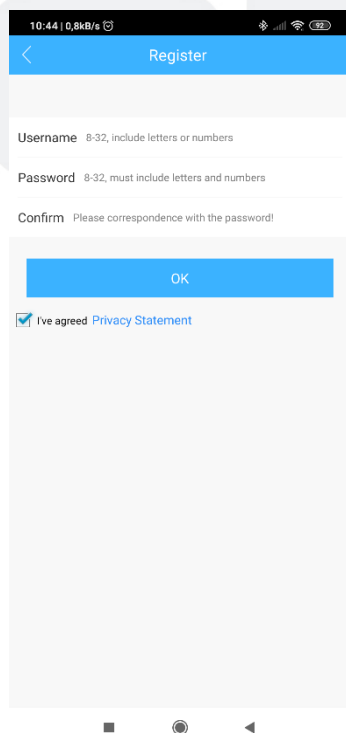 10:44 | 0,8kB/s
92
Register
Username 8-32, include letters or numbers
Password 8-32, must include letters and numbers
Confirm Please correspondence with the password!
OK
I've agreed Privacy Statement